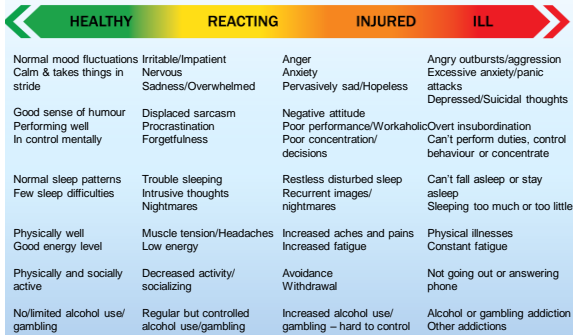 HEALTHY REACTING INJURED ILL
Normal mood fluctuations Irritable/Impatient Anger Angry outbursts/aggression
Calm & takes things in Nervous Anxiety Excessive anxiety/panic
stride Sadness/Overwhelmed Pervasively sad/Hopeless attacks
Depressed/Suicidal thoughts
Good sense of humour Displaced sarcasm Negative attitude
Performing well Procrastination Poor performance/Workaholic Overt insubordination
In control mentally Forgetfulness Poor concentration/ Can't perform duties, control
decisions behaviour or concentrate
Normal sleep patterns Trouble sleeping Restless disturbed sleep Can't fall asleep or stay
Few sleep difficulties Intrusive thoughts Recurrent images/ asleep
Nightmares nightmares Sleeping too much or too little
Physically well Muscle tension/Headaches Increased aches and pains Physical illnesses
Good energy level Low energy Increased fatigue Constant fatigue
Physically and socially Decreased activity/ Avoidance Not going out or answering
active socializing Withdrawal phone
No/limited alcohol use/ Regular but controlled Increased alcohol use/ Alcohol or gambling addiction
gambling alcohol use/gambling gambling – hard to control Other addictions